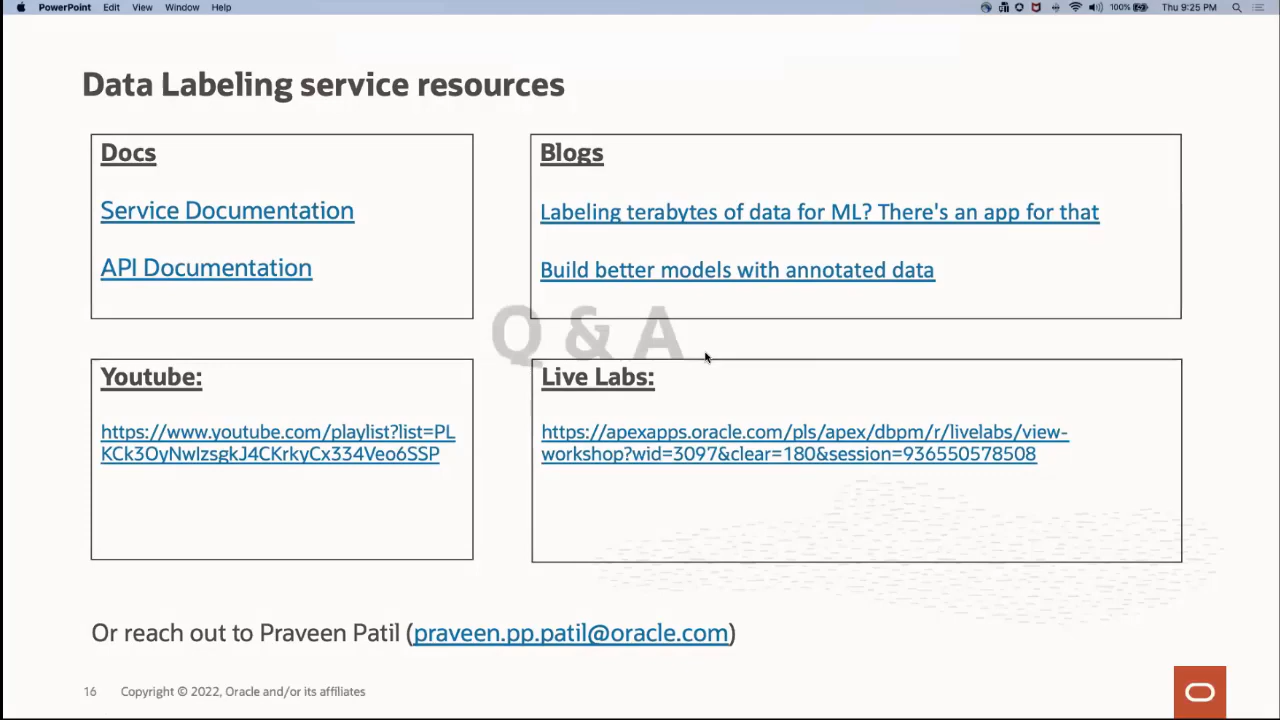 PowerPoint Edit View Window Help 100% Thu 9:25 PM
Data Labeling service resources
Docs
Service Documentation
API Documentation
Blogs
Labeling terabytes of data for ML? There's an app for that
Build better models with annotated data
Q & A
Youtube:
https://www.youtube.com/playlist?list=PL
KCk3OyNwIzsgkJ4CKrkyCx334Veo6SSP
Live Labs:
https://apexapps.oracle.com/pls/apex/dbpm/r/livelabs/view-
workshop?wid=3097&clear=180&session=936550578508
Or reach out to Praveen Patil (praveen.pp.patil@oracle.com)
16 Copyright © 2022, Oracle and/or its affiliates